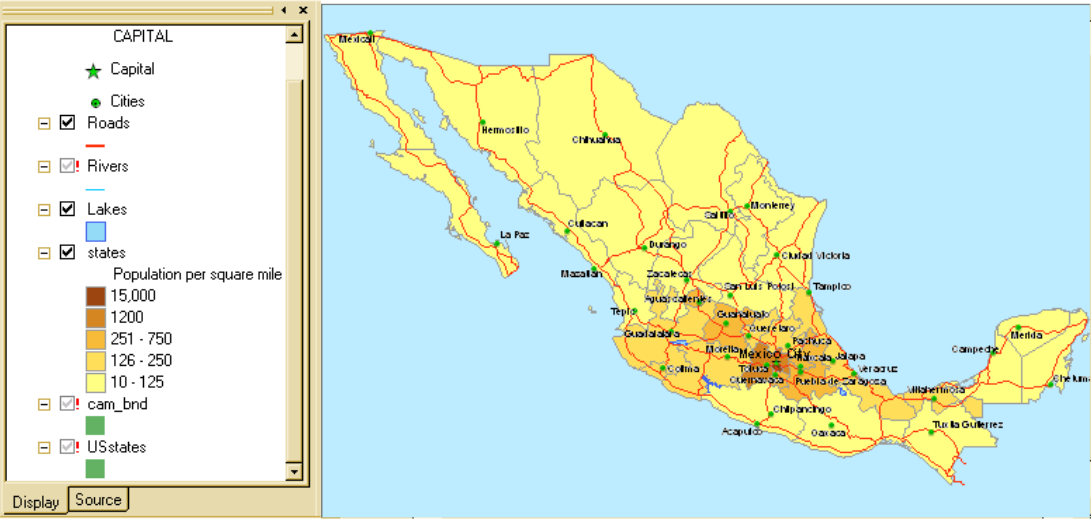 CAPITAL
Capital
Cities
Roads
! Rivers
Lakes
states
Population per square mile
15,000
1200
251 - 750
126 - 250
10 - 125
! cam_bnd
! USstates
Display
Source
Mexicali
Hermosillo
Chihuahua
Monterrey
Saltillo
Culiacan
La Paz
Durango
Ciudad Victoria
Mazatlan
Zacatecas
San Luis Potosi
Tampico
Aguascalientes
Tepic
Guanajuato
Merida
Guadalajara
Queretaro
Pachuca
Campeche
Morelia
Mexico City
Tlaxcala
Jalapa
Colima
Toluca
Veracruz
Chetuma
Cuernavaca
Puebla de Zaragoza
Villahermosa
Chilpancingo
Acapulco
Oaxaca
Tuxtla Gutierrez